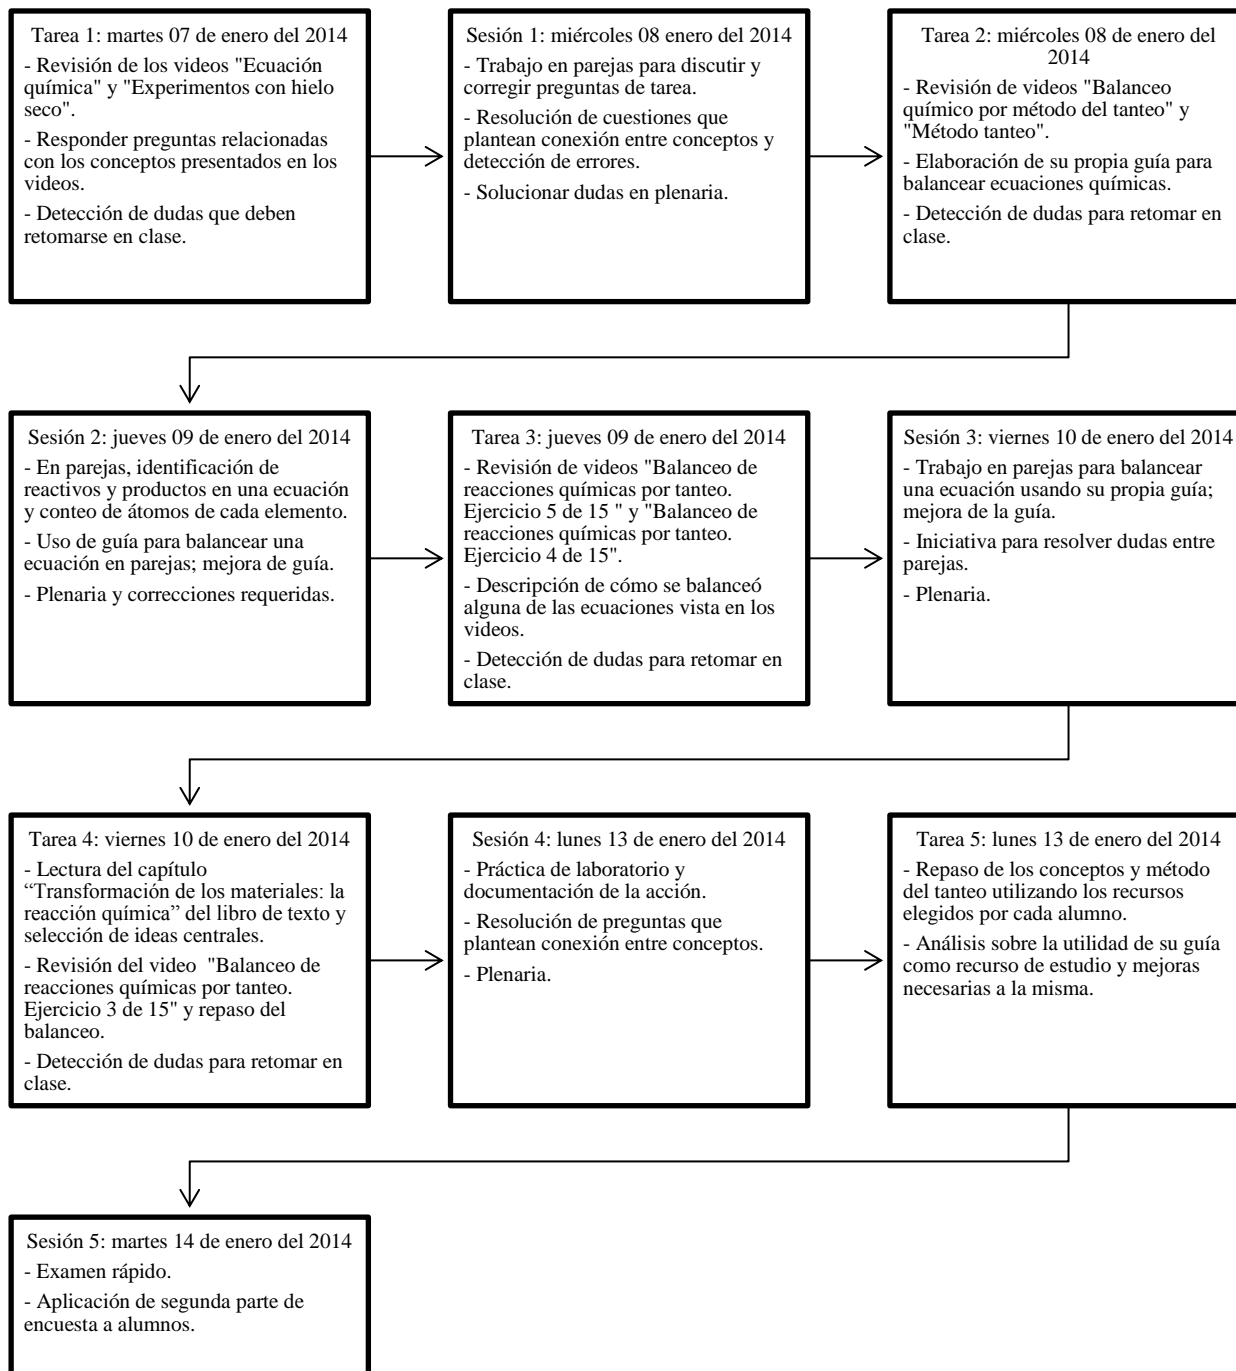 Tarea 1: martes 07 de enero del 2014
- Revisión de los videos "Ecuación
química" y "Experimentos con hielo
seco".
- Responder preguntas relacionadas
con los conceptos presentados en los
videos.
- Detección de dudas que deben
retomarse en clase.
Sesión 1: miércoles 08 enero del 2014
- Trabajo en parejas para discutir y
corregir preguntas de tarea.
- Resolución de cuestiones que
plantean conexión entre conceptos y
detección de errores.
- Solucionar dudas en plenaria.
Tarea 2: miércoles 08 de enero del
2014
- Revisión de videos "Balanceo
químico por método del tanteo" y
"Método tanteo".
- Elaboración de su propia guía para
balancear ecuaciones químicas.
- Detección de dudas para retomar en
clase.
Sesión 2: jueves 09 de enero del 2014
- En parejas, identificación de
reactivos y productos en una ecuación
y conteo de átomos de cada elemento.
- Uso de guía para balancear una
ecuación en parejas; mejora de guía.
- Plenaria y correcciones requeridas.
Tarea 3: jueves 09 de enero del 2014
- Revisión de videos "Balanceo de
reacciones químicas por tanteo.
Ejercicio 5 de 15 " y "Balanceo de
reacciones químicas por tanteo.
Ejercicio 4 de 15".
- Descripción de cómo se balanceó
alguna de las ecuaciones vista en los
videos.
- Detección de dudas para retomar en
clase.
Sesión 3: viernes 10 de enero del 2014
- Trabajo en parejas para balancear
una ecuación usando su propia guía;
mejora de la guía.
- Iniciativa para resolver dudas entre
parejas.
- Plenaria.
Tarea 4: viernes 10 de enero del 2014
- Lectura del capítulo
“Transformación de los materiales: la
reacción química” del libro de texto y
selección de ideas centrales.
- Revisión del video  "Balanceo de
reacciones químicas por tanteo.
Ejercicio 3 de 15" y repaso del
balanceo.
- Detección de dudas para retomar en
clase.
Sesión 4: lunes 13 de enero del 2014
- Práctica de laboratorio y
documentación de la acción.
- Resolución de preguntas que
plantean conexión entre conceptos.
- Plenaria.
Tarea 5: lunes 13 de enero del 2014
- Repaso de los conceptos y método
del tanteo utilizando los recursos
elegidos por cada alumno.
- Análisis sobre la utilidad de su guía
como recurso de estudio y mejoras
necesarias a la misma.
Sesión 5: martes 14 de enero del 2014
- Examen rápido.
- Aplicación de segunda parte de
encuesta a alumnos.